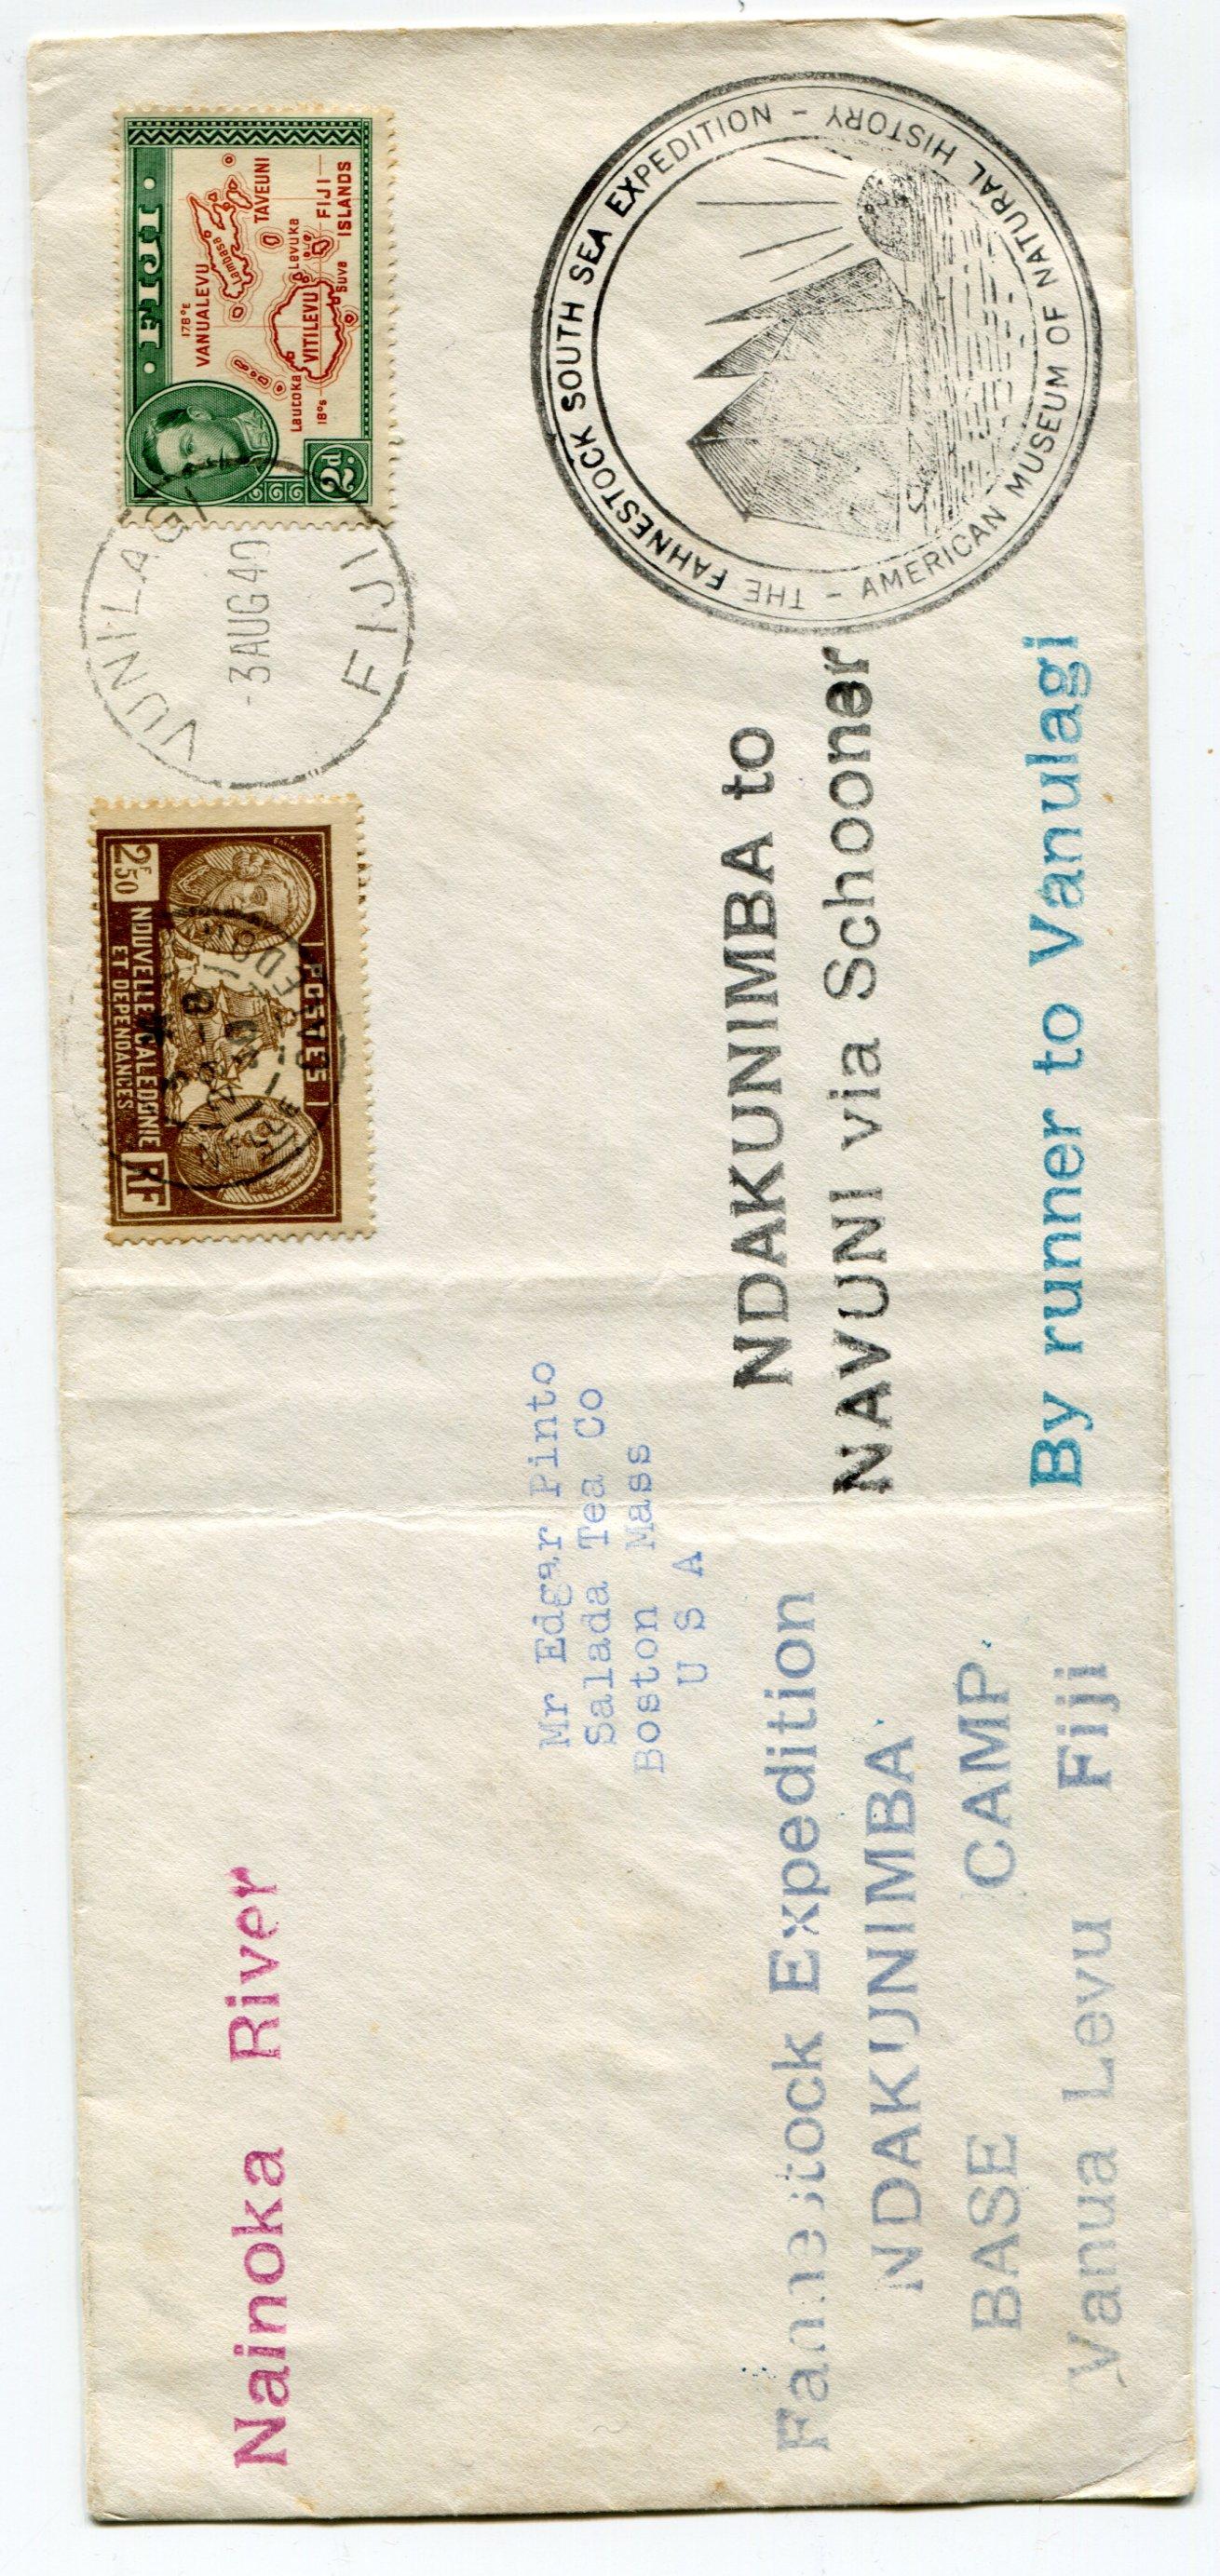 Nainoka River
POSTES
2F50
NOUVELLE CALEDONIE
ET DEPENDANCES
RF
BOUGAINVILLE
FIJI
178°E
VANUALEVU
Lambasa
TAVEUNI
Lautoka
VITILEVU
Levuka
18°S
Suva
FIJI
ISLANDS
2D.
-3AUG40
FIJI
Mr Edgar Pinto
Salada Tea Co
Boston Mass
U S A
THE FAHNESTOCK SOUTH SEA EXPEDITION - AMERICAN MUSEUM OF NATURAL HISTORY -
NDAKUNIMBA to
NAVUNI via Schooner
By runner to Vanulagi
Fahnestock Expedition
NDAKUNIMBA
BASE CAMP
Vanua Levu Fiji